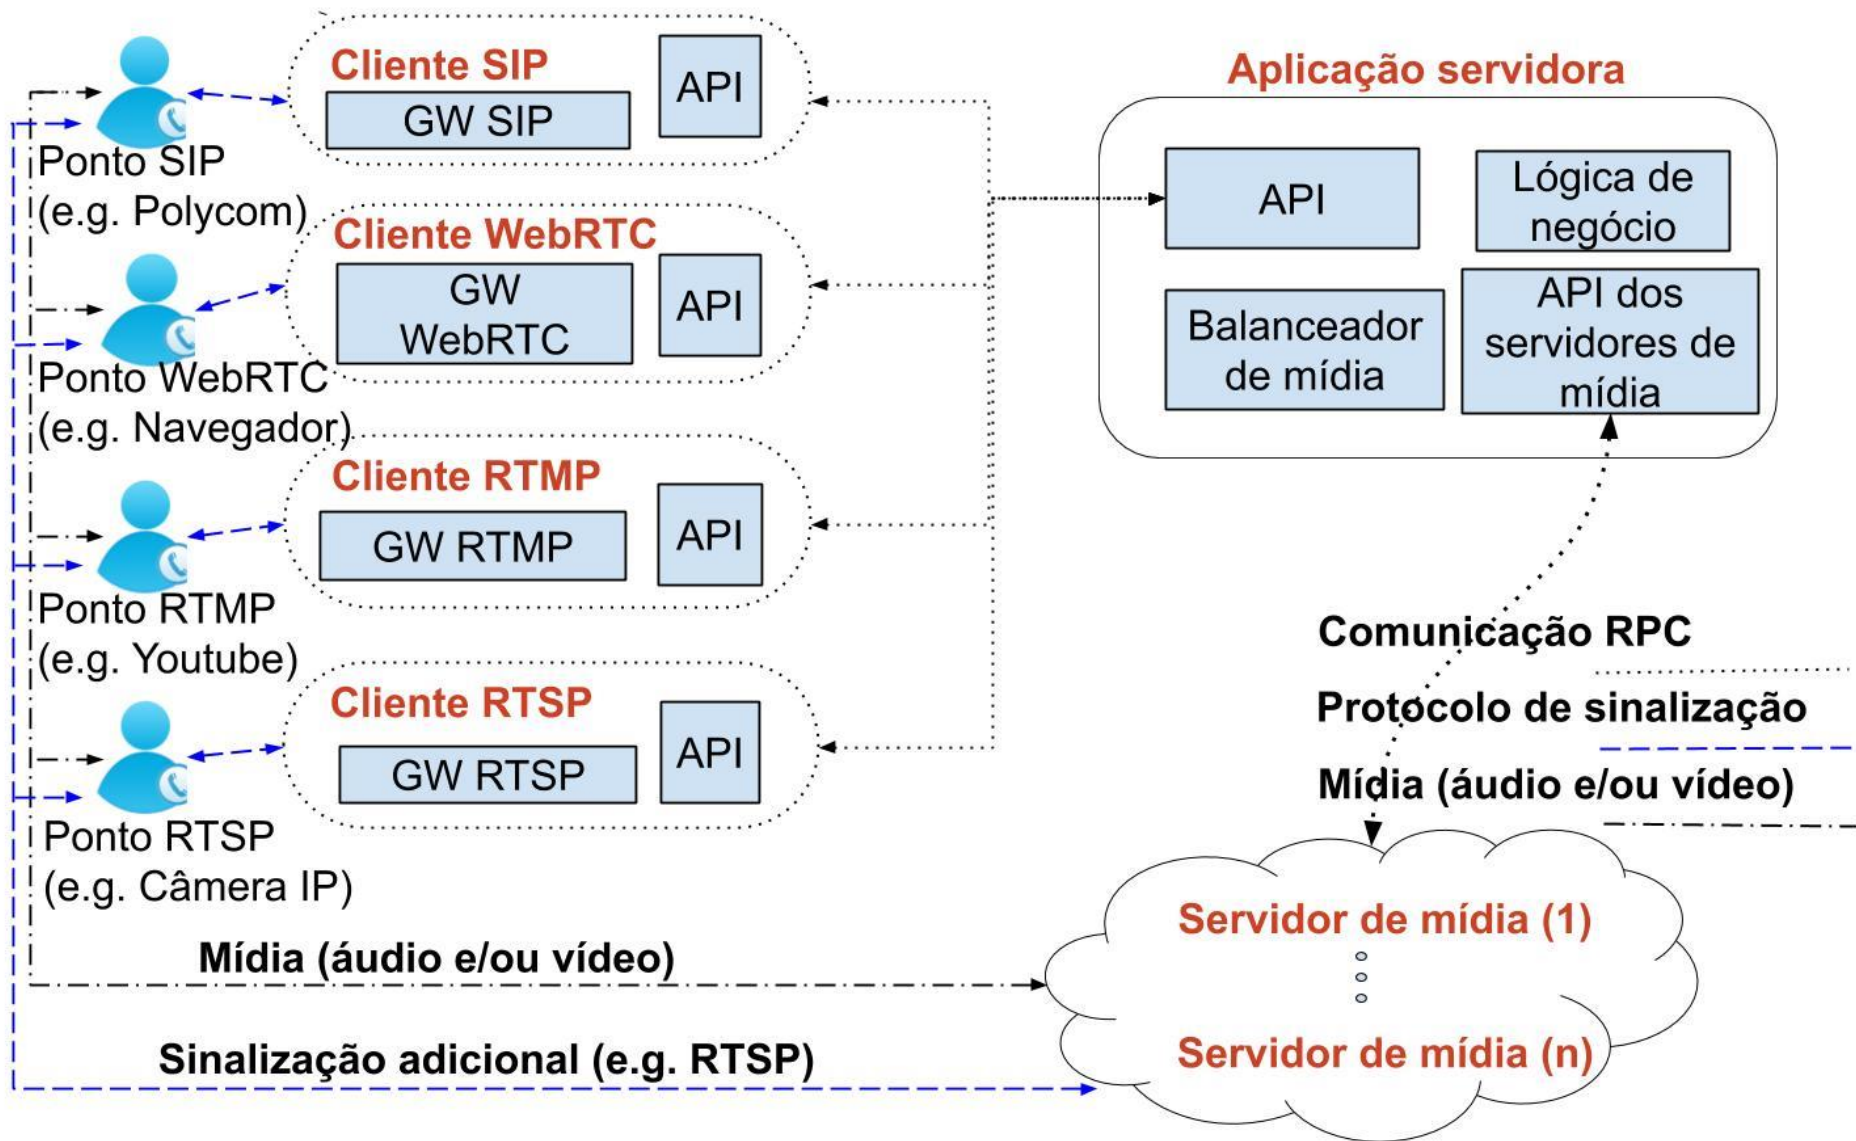 Cliente SIP
GW SIP
API
Ponto SIP
(e.g. Polycom)
Cliente WebRTC
GW
WebRTC
API
Ponto WebRTC
(e.g. Navegador)
Cliente RTMP
GW RTMP
API
Ponto RTMP
(e.g. Youtube)
Cliente RTSP
GW RTSP
API
Ponto RTSP
(e.g. Câmera IP)
Aplicação servidora
API
Lógica de
negócio
Balanceador
de mídia
API dos
servidores de
mídia
Comunicação RPC
Protocolo de sinalização
Mídia (áudio e/ou vídeo)
Servidor de mídia (1)
Servidor de mídia (n)
Mídia (áudio e/ou vídeo)
Sinalização adicional (e.g. RTSP)